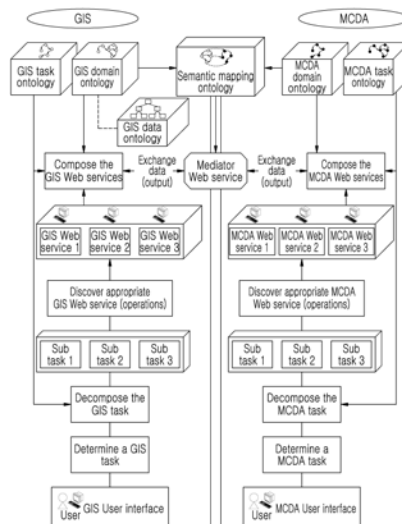 GIS
MCDA
GIS task
ontology
GIS domain
ontology
Semantic mapping
ontology
MCDA
domain
ontology
MCDA task
ontology
GIS data
ontology
Compose the
GIS Web services
Exchange
data
(output)
Mediator
Web service
Exchange
data
(output)
Compose the
MCDA Web services
GIS Web
service 1
GIS Web
service 2
GIS Web
service 3
MCDA Web
service 1
MCDA Web
service 2
MCDA Web
service 3
Discover appropriate
GIS Web service (operations)
Discover appropriate MCDA
Web service (operations)
Sub
task 1
Sub
task 2
Sub
task 3
Sub
task 1
Sub
task 2
Sub
task 3
Decompose the
GIS task
Decompose the
MCDA task
Determine a GIS
task
Determine a
MCDA task
User
GIS User interface
User
MCDA User interface